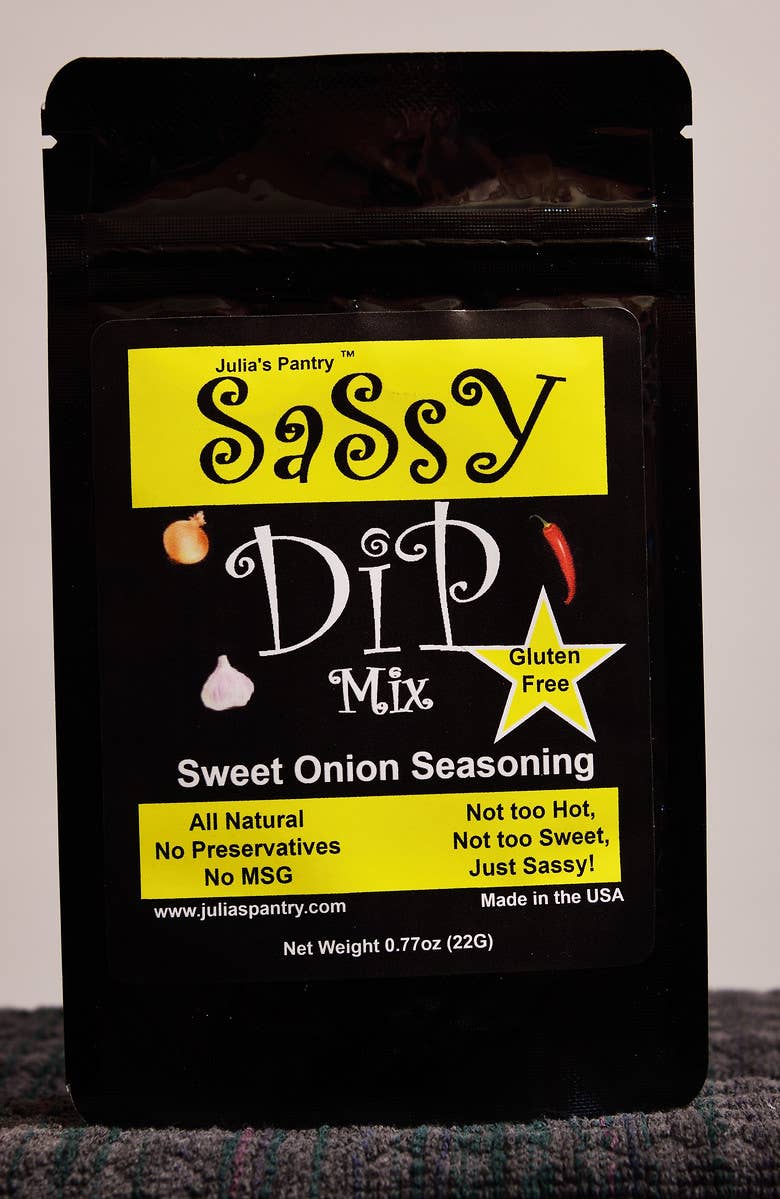 Julia's Pantry ™
SaSsY
DiP
Mix
Gluten
Free
Sweet Onion Seasoning
All Natural
No Preservatives
No MSG
Not too Hot,
Not too Sweet,
Just Sassy!
www.juliaspantry.com
Made in the USA
Net Weight 0.77oz (22G)